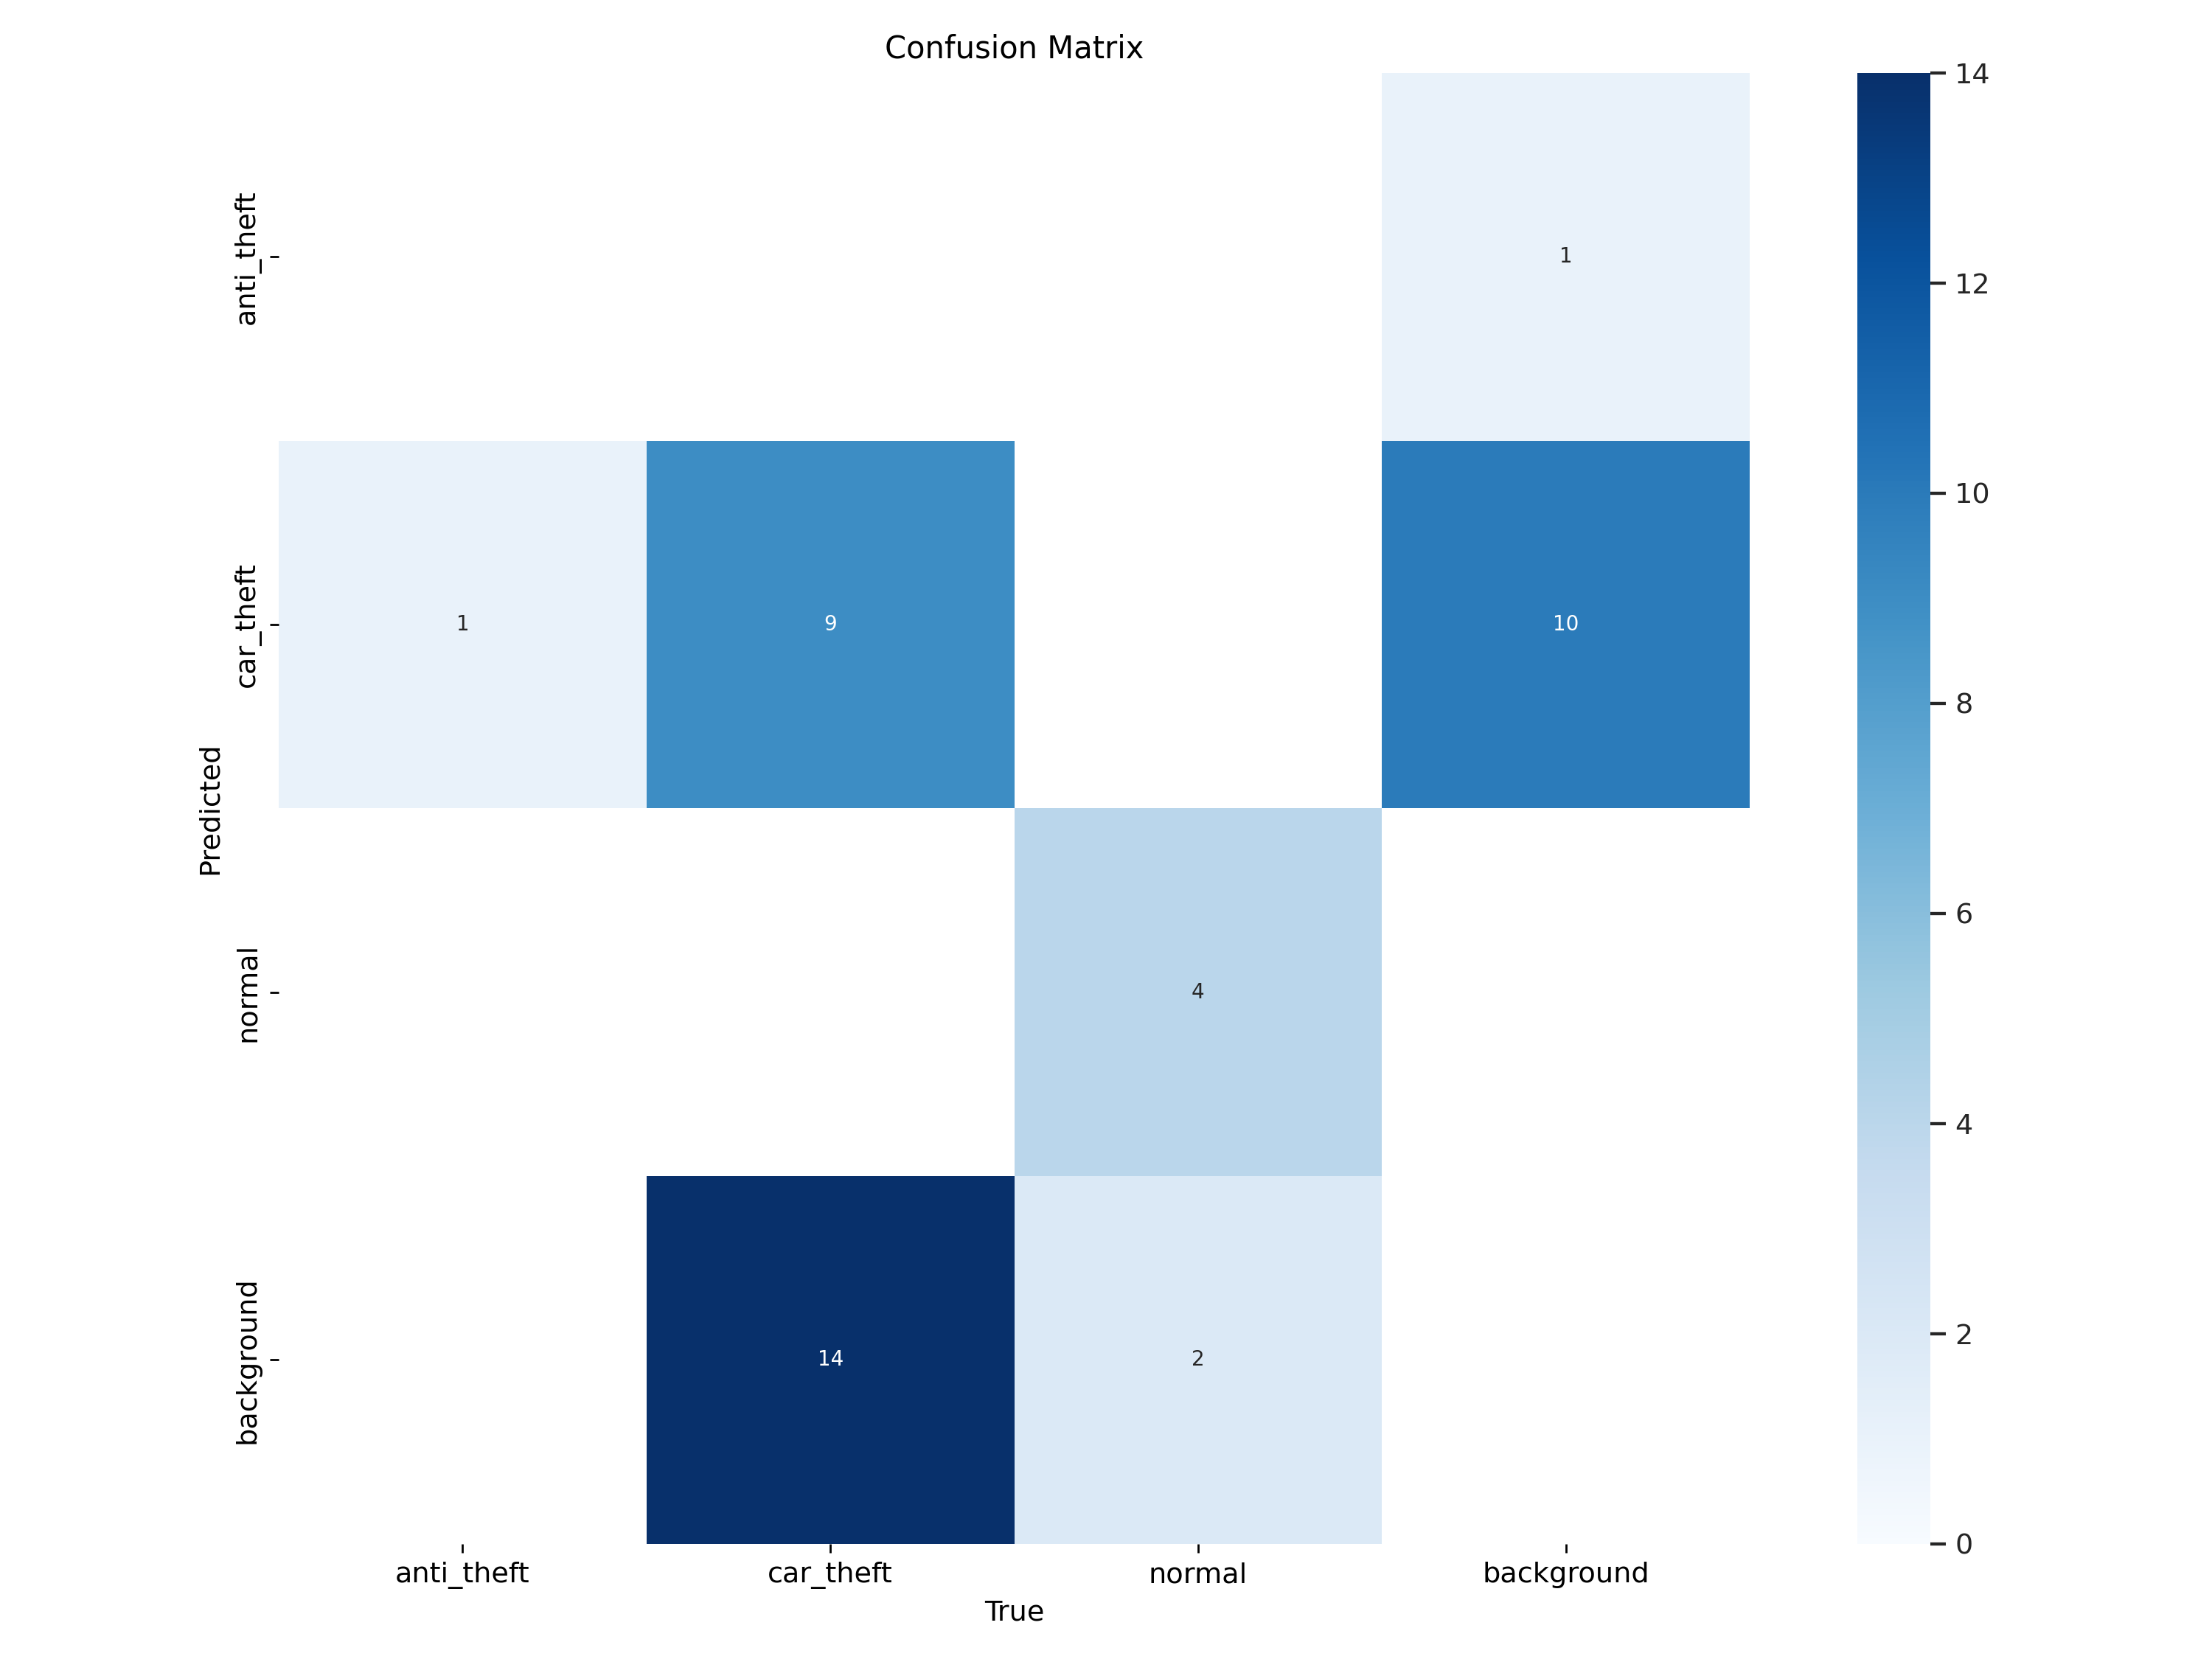 Confusion Matrix
anti_theft
1
car_theft
1
9
10
normal
4
background
14
2
Predicted
anti_theft
car_theft
normal
background
True
14
12
10
8
6
4
2
0